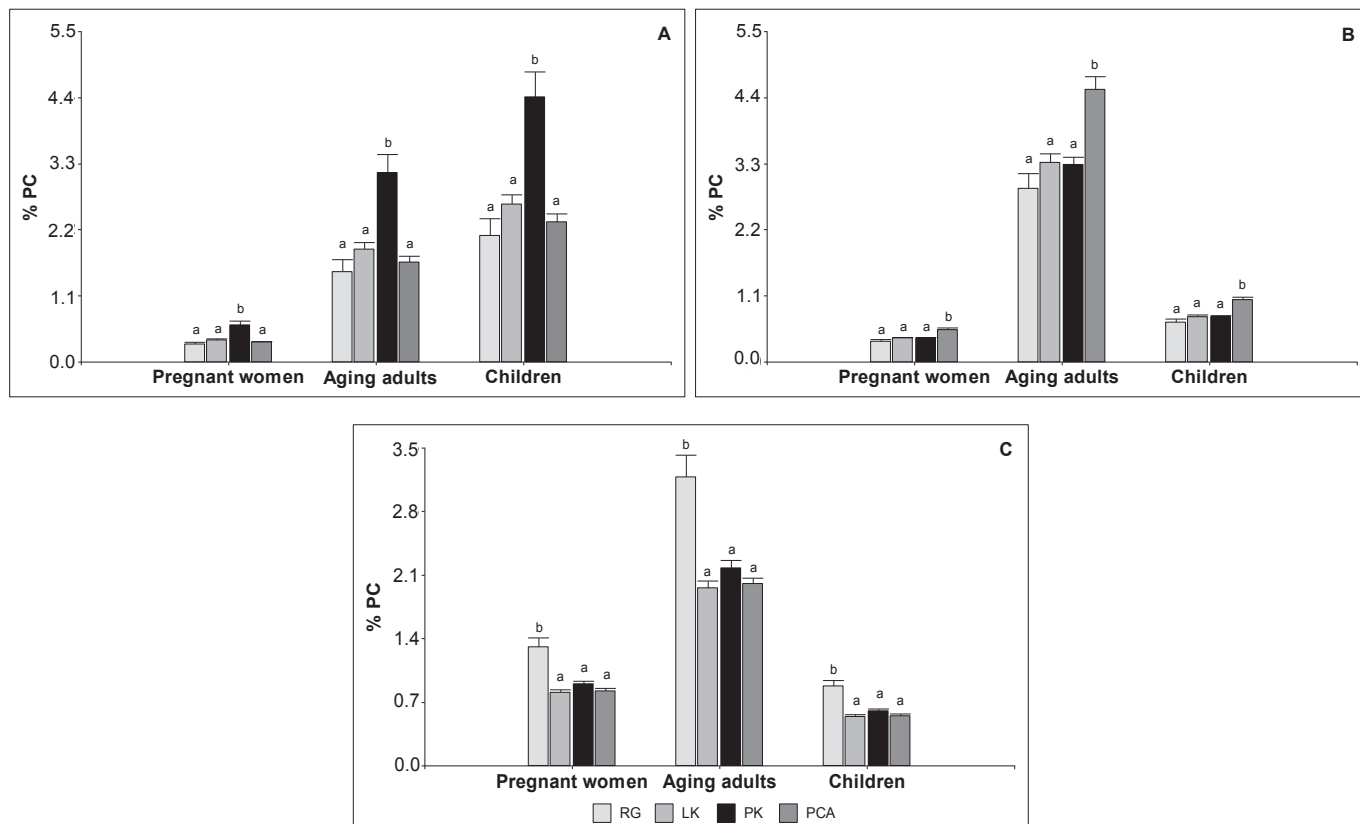 A
5.5
4.4
3.3
2.2
1.1
0.0
% PC
a a b a
a a b a
a a b a
Pregnant women Aging adults Children
B
5.5
4.4
3.3
2.2
1.1
0.0
% PC
a a a b
a a a b
a a a b
Pregnant women Aging adults Children
C
3.5
2.8
2.1
1.4
0.7
0.0
% PC
b a a a
b a a a
b a a a
Pregnant women Aging adults Children
RG LK PK PCA